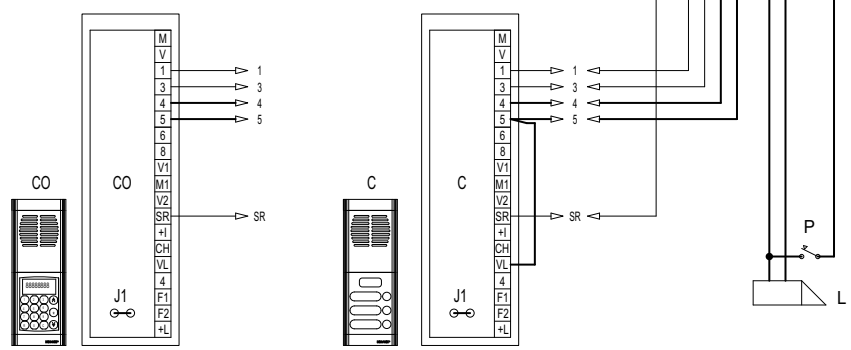 M M
V V
1 1 1 1
3 3 3 3
4 4 4 4
5 5 5 5
6 6
8 8
CO V1 C V1
CO M1 C M1
V2 V2
SR SR SR SR
+I +I P
CH CH
VL VL
88888888
4 4
J1 F1 J1 F1 L
F2 F2
+L +L